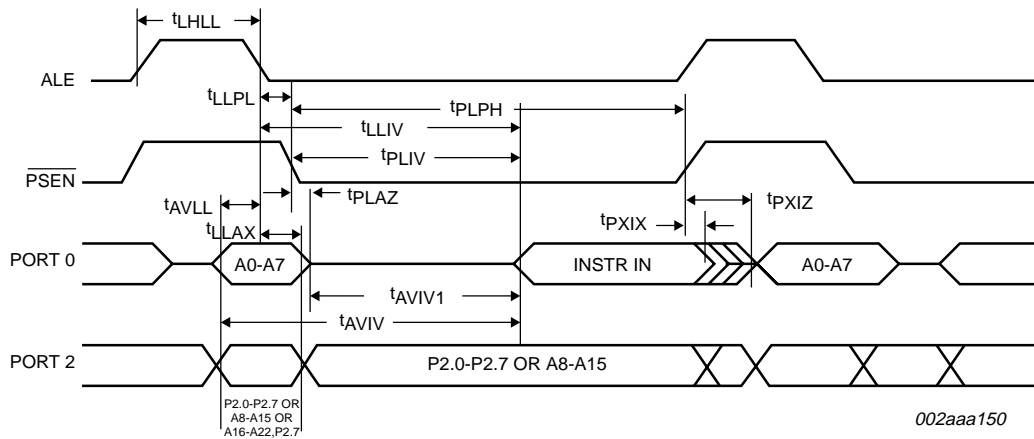 tLHLL
ALE
tLLPL
tPLPH
tLLIV
tPLIV
PSEN
tPLAZ
tAVLL
tPXIZ
tLLAX
tPXIX
PORT 0
A0-A7
INSTR IN
A0-A7
tAVIV1
tAVIV
PORT 2
P2.0-P2.7 OR A8-A15
P2.0-P2.7 OR
A8-A15 OR
A16-A22,P2.7
002aaa150